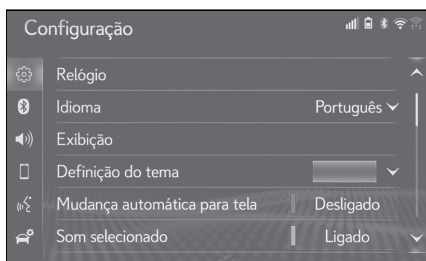 Configuração
Relógio
Idioma Português
Exibição
Definição do tema
Mudança automática para tela Desligado
Som selecionado Ligado